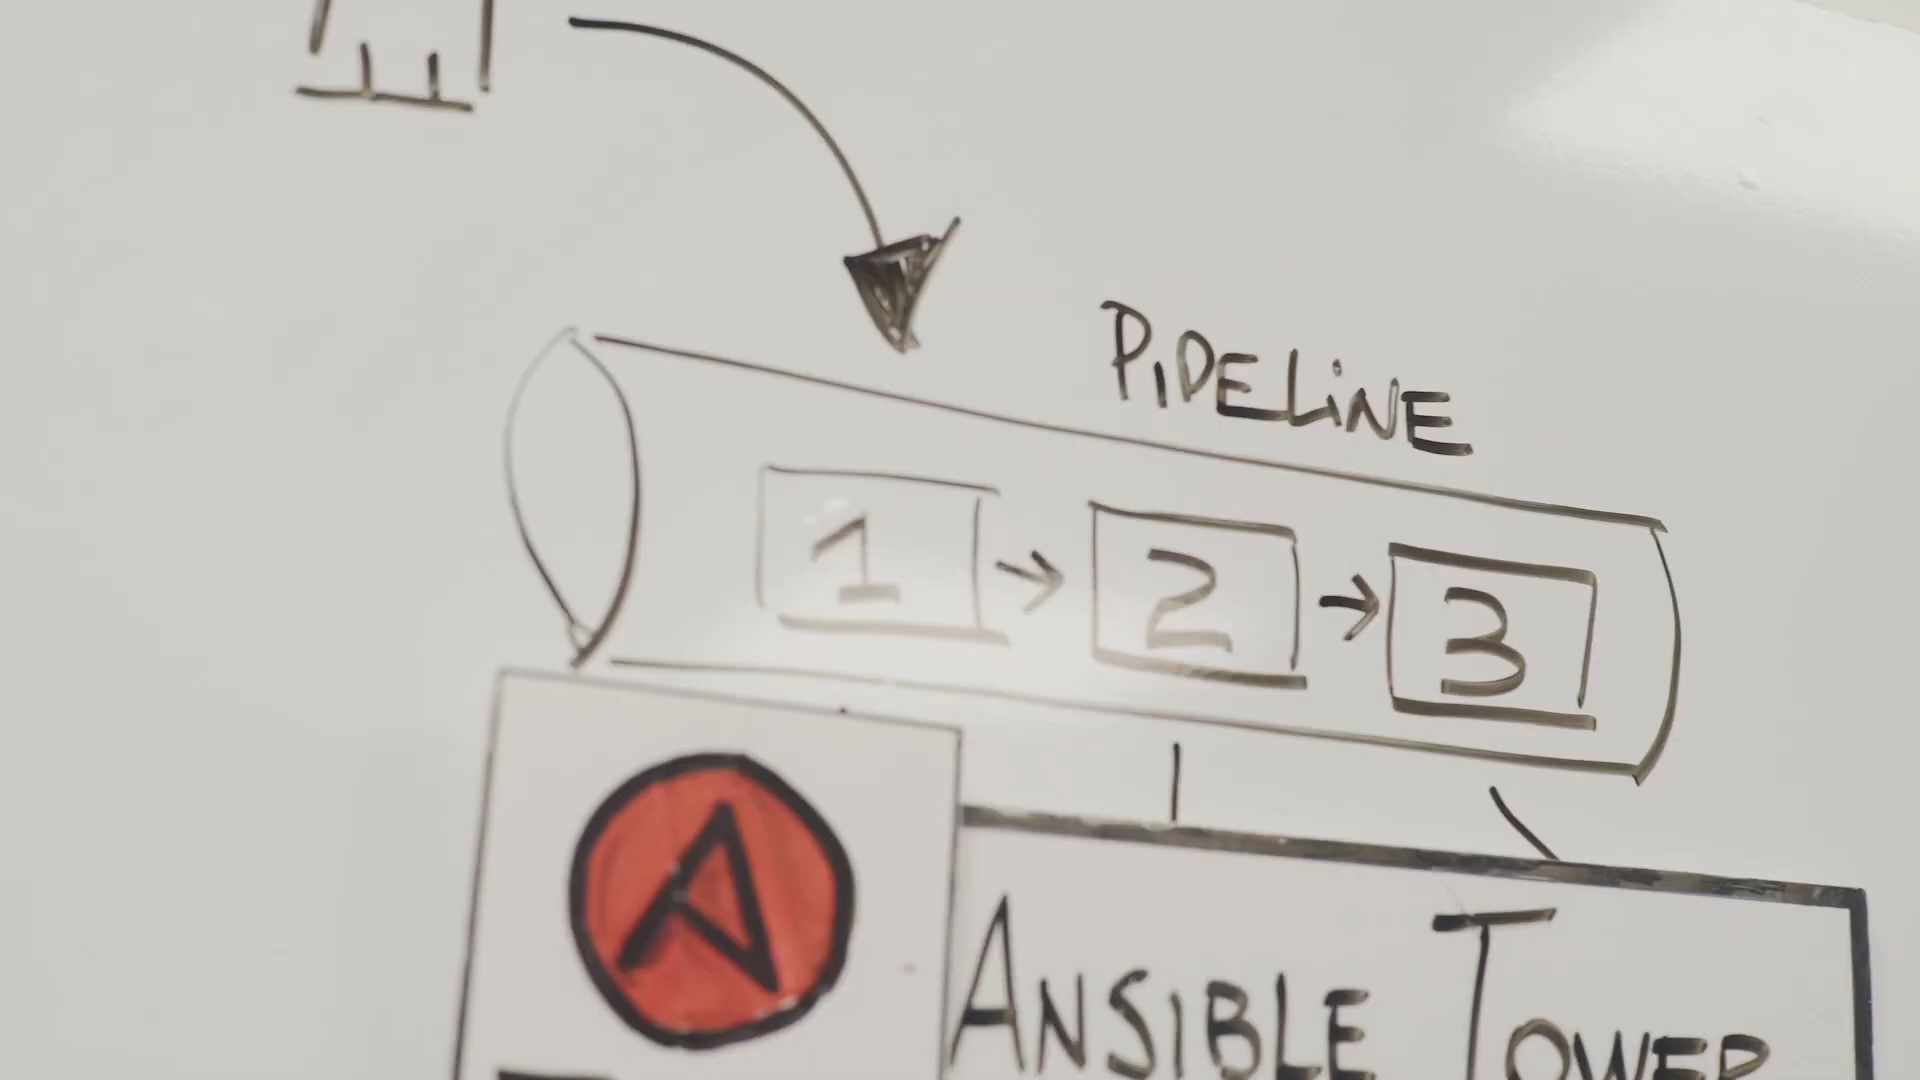 PIPELINE
1 → 2 → 3
A
ANSIBLE TOWER